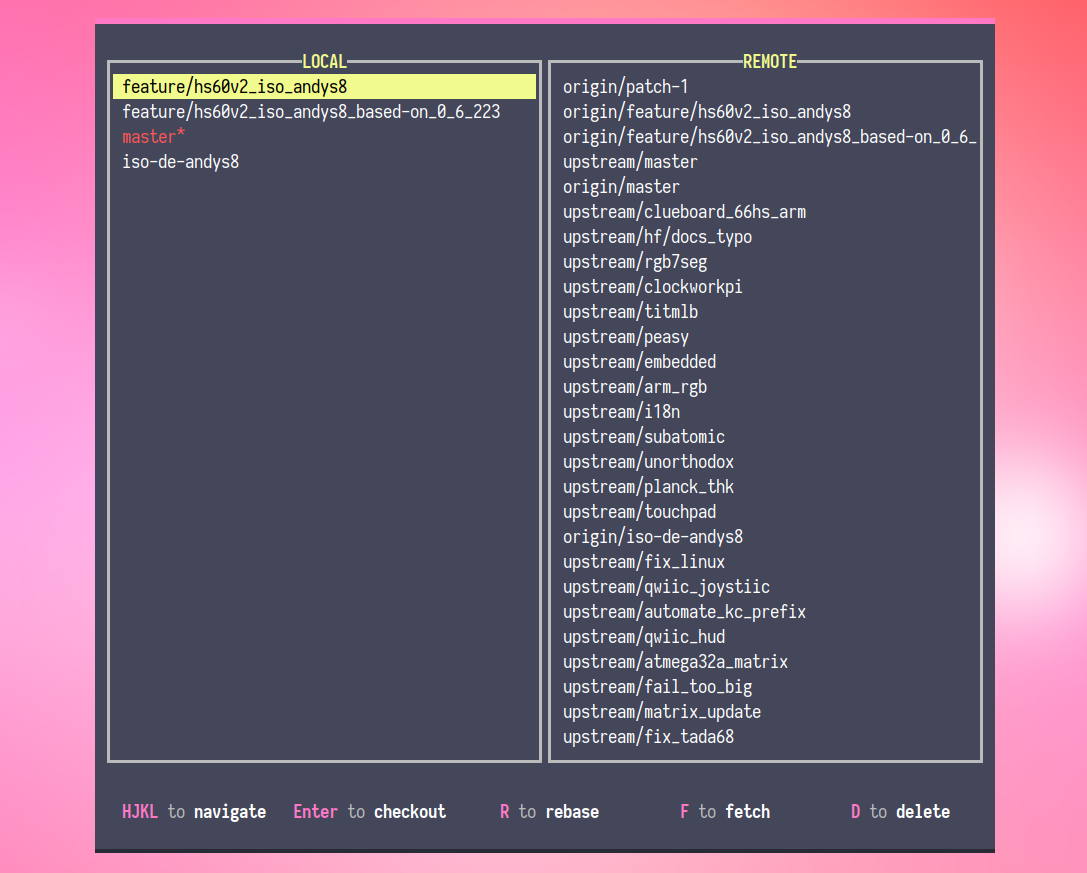 LOCAL
feature/hs60v2_iso_andys8
feature/hs60v2_iso_andys8_based-on_0_6_223
master*
iso-de-andys8
REMOTE
origin/patch-1
origin/feature/hs60v2_iso_andys8
origin/feature/hs60v2_iso_andys8_based-on_0_6_
upstream/master
origin/master
upstream/clueboard_66hs_arm
upstream/hf/docs_typo
upstream/rgb7seg
upstream/clockworkpi
upstream/titmlb
upstream/peasy
upstream/embedded
upstream/arm_rgb
upstream/i18n
upstream/subatomic
upstream/unorthodox
upstream/planck_thk
upstream/touchpad
origin/iso-de-andys8
upstream/fix_linux
upstream/qwiic_joystiic
upstream/automate_kc_prefix
upstream/qwiic_hud
upstream/atmega32a_matrix
upstream/fail_too_big
upstream/matrix_update
upstream/fix_tada68
HJKL to navigate Enter to checkout R to rebase F to fetch D to delete